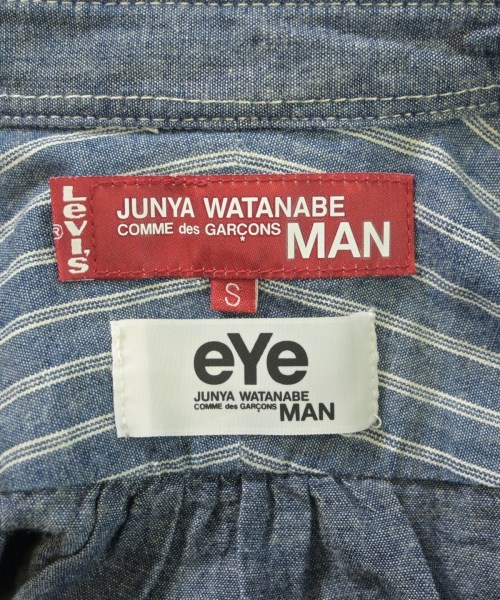 Levi's
®
JUNYA WATANABE
COMME des GARÇONS MAN
*
S
eYe
JUNYA WATANABE
COMME des GARÇONS MAN